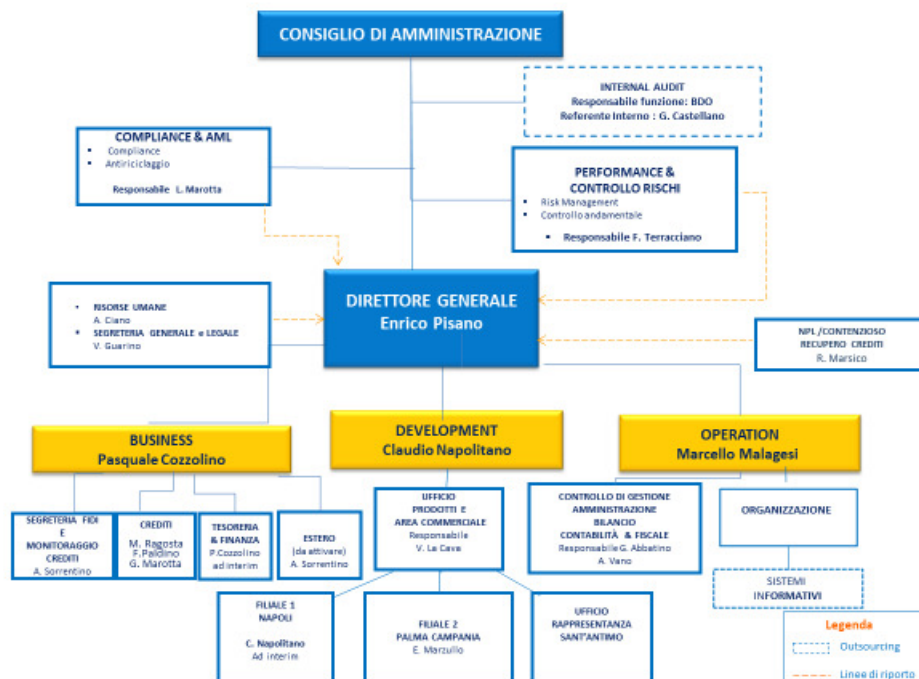 CONSIGLIO DI AMMINISTRAZIONE
INTERNAL AUDIT
Responsabile funzione: BDO
Referente Interno : G. Castellano
COMPLIANCE & AML
Compliance
Antiriciclaggio
Responsabile L. Marotta
PERFORMANCE &
CONTROLLO RISCHI
Risk Management
Controllo andamentale
Responsabile F. Terracciano
DIRETTORE GENERALE
Enrico Pisano
RISORSE UMANE
A. Ciano
SEGRETERIA GENERALE e LEGALE
V. Guarino
NPL /CONTENZIOSO
RECUPERO CREDITI
R. Marsico
BUSINESS
Pasquale Cozzolino
DEVELOPMENT
Claudio Napolitano
OPERATION
Marcello Malagesi
SEGRETERIA FIDI
E
MONITORAGGIO
CREDITI
A. Sorrentino
CREDITI
M. Ragosta
F.Paldino
G. Marotta
TESORERIA
& FINANZA
P.Cozzolino
ad interim
ESTERO
(da attivare)
A. Sorrentino
UFFICIO
PRODOTTI E
AREA COMMERCIALE
Responsabile
V. La Cava
CONTROLLO DI GESTIONE
AMMINISTRAZIONE
BILANCIO
CONTABILITÀ & FISCALE
Responsabile G. Abbatino
A. Vano
ORGANIZZAZIONE
SISTEMI
INFORMATIVI
FILIALE 1
NAPOLI
C. Napolitano
Ad interim
FILIALE 2
PALMA CAMPANIA
E. Marzullo
UFFICIO
RAPPRESENTANZA
SANT'ANTIMO
Legenda
Outsourcing
Linee di riporto